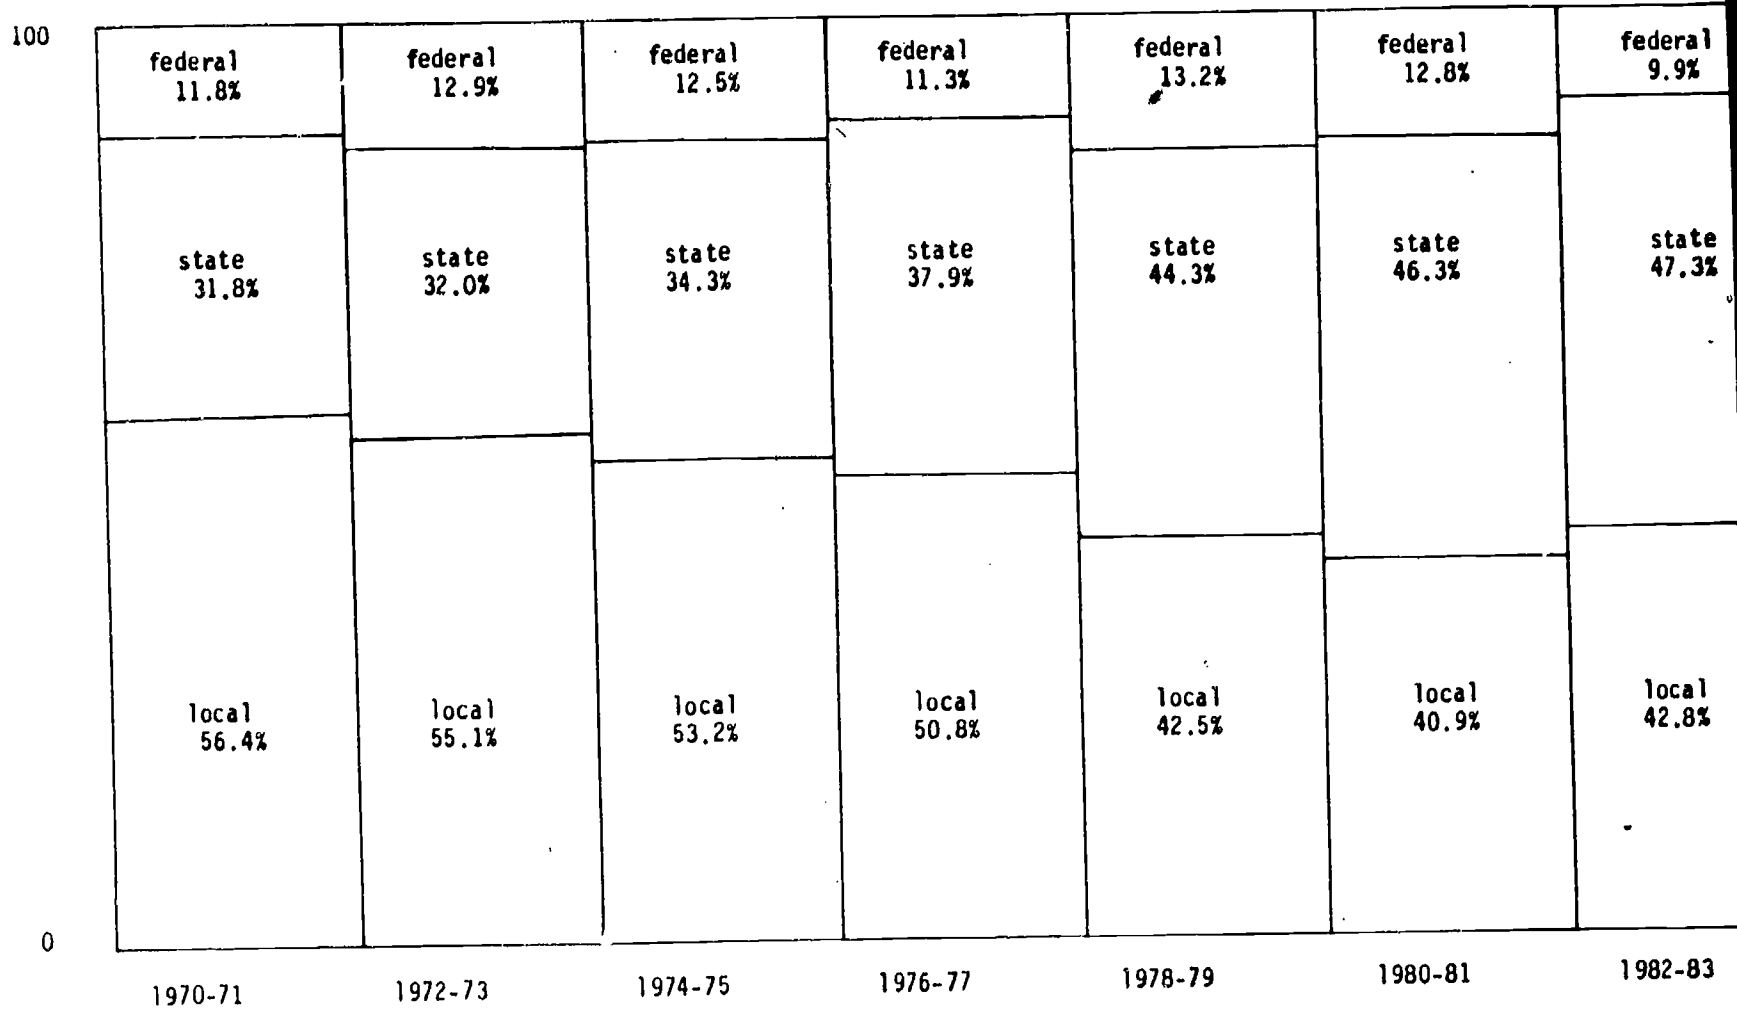 100
federal
11.8%
federal
12.9%
federal
12.5%
federal
11.3%
federal
13.2%
federal
12.8%
federal
9.9%
state
31.8%
state
32.0%
state
34.3%
state
37.9%
state
44.3%
state
46.3%
state
47.3%
local
56.4%
local
55.1%
local
53.2%
local
50.8%
local
42.5%
local
40.9%
local
42.8%
0
1970-71
1972-73
1974-75
1976-77
1978-79
1980-81
1982-83